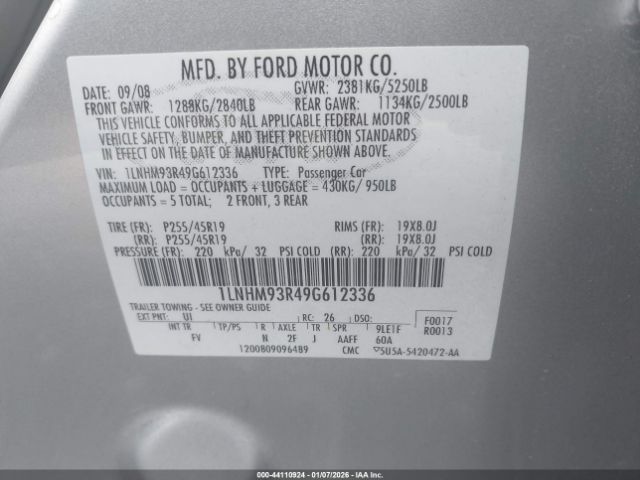 MFD. BY FORD MOTOR CO.
DATE: 09/08 GVWR: 2381KG/5250LB
FRONT GAWR: 1288KG/2840LB REAR GAWR: 1134KG/2500LB
THIS VEHICLE CONFORMS TO ALL APPLICABLE FEDERAL MOTOR
VEHICLE SAFETY, BUMPER, AND THEFT PREVENTION STANDARDS
IN EFFECT ON THE DATE OF MANUFACTURE SHOWN ABOVE.
VIN: 1LNHM93R49G612336 TYPE: Passenger Car
MAXIMUM LOAD = OCCUPANTS + LUGGAGE = 430KG/ 950LB
OCCUPANTS = 5 TOTAL; 2 FRONT, 3 REAR
TIRE (FR): P255/45R19 RIMS (FR): 19X8.0J
(RR): P255/45R19 (RR): 19X8.0J
PRESSURE (FR): 220 kPa/ 32 PSI COLD (RR): 220 kPa/ 32 PSI COLD
1LNHM93R49G612336
TRAILER TOWING - SEE OWNER GUIDE
EXT PNT: UI RC: 26 DSO: F0017
INT TR TP/PS R AXLE TR SPR 9LE1F R0013
FV N 2F J AAFF 60A
1200809096489 CMC ▽5U5A-5420472-AA
000-44110924 | 01/07/2026 | Copart, Inc.